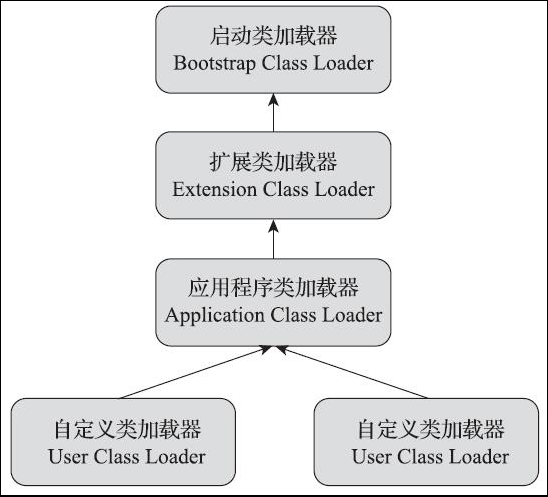 启动类加载器
Bootstrap Class Loader
扩展类加载器
Extension Class Loader
应用程序类加载器
Application Class Loader
自定义类加载器
User Class Loader
自定义类加载器
User Class Loader